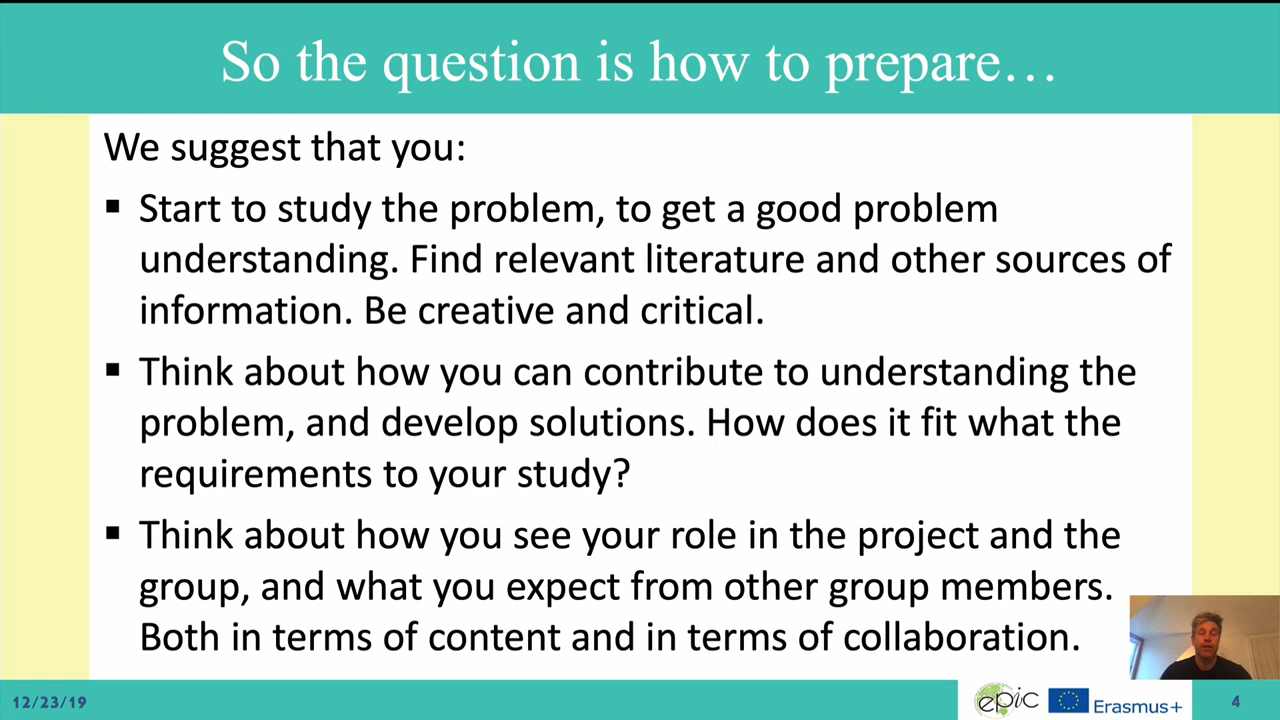 So the question is how to prepare…
We suggest that you:
▪ Start to study the problem, to get a good problem
understanding. Find relevant literature and other sources of
information. Be creative and critical.
▪ Think about how you can contribute to understanding the
problem, and develop solutions. How does it fit what the
requirements to your study?
▪ Think about how you see your role in the project and the
group, and what you expect from other group members.
Both in terms of content and in terms of collaboration.
12/23/19
epic
Erasmus+
4